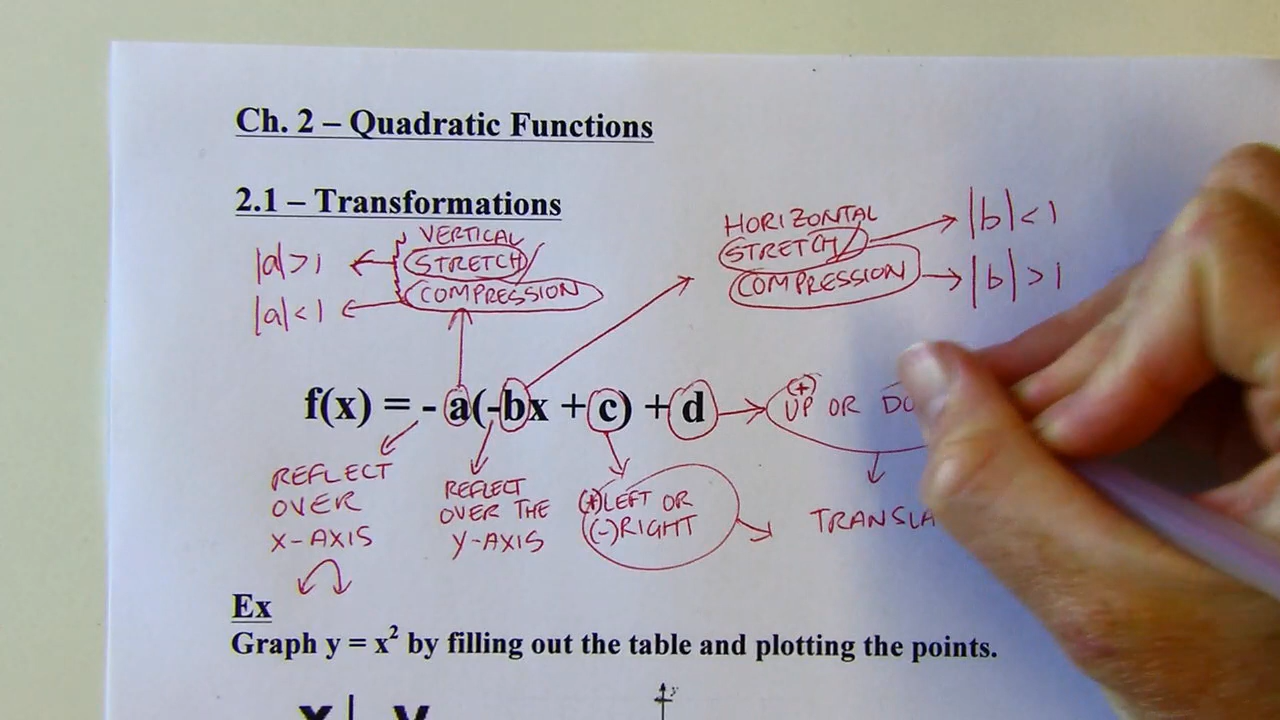 Ch. 2 – Quadratic Functions
2.1 – Transformations
VERTICAL
STRETCH/
COMPRESSION
|a| > 1
|a| < 1
HORIZONTAL
STRETCH/
COMPRESSION
|b| < 1
|b| > 1
f(x) = - a(-bx + c) + d
(+)
UP OR DO
REFLECT
OVER
X-AXIS
REFLECT
OVER THE
Y-AXIS
(+)LEFT OR
(-)RIGHT
TRANSLA
Ex
Graph y = x² by filling out the table and plotting the points.
x y
y